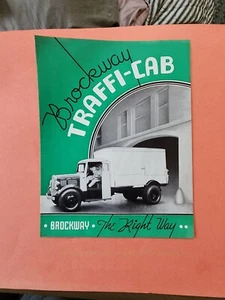 Brockway
TRAFFI-CAB
• BROCKWAY • The Right Way ••